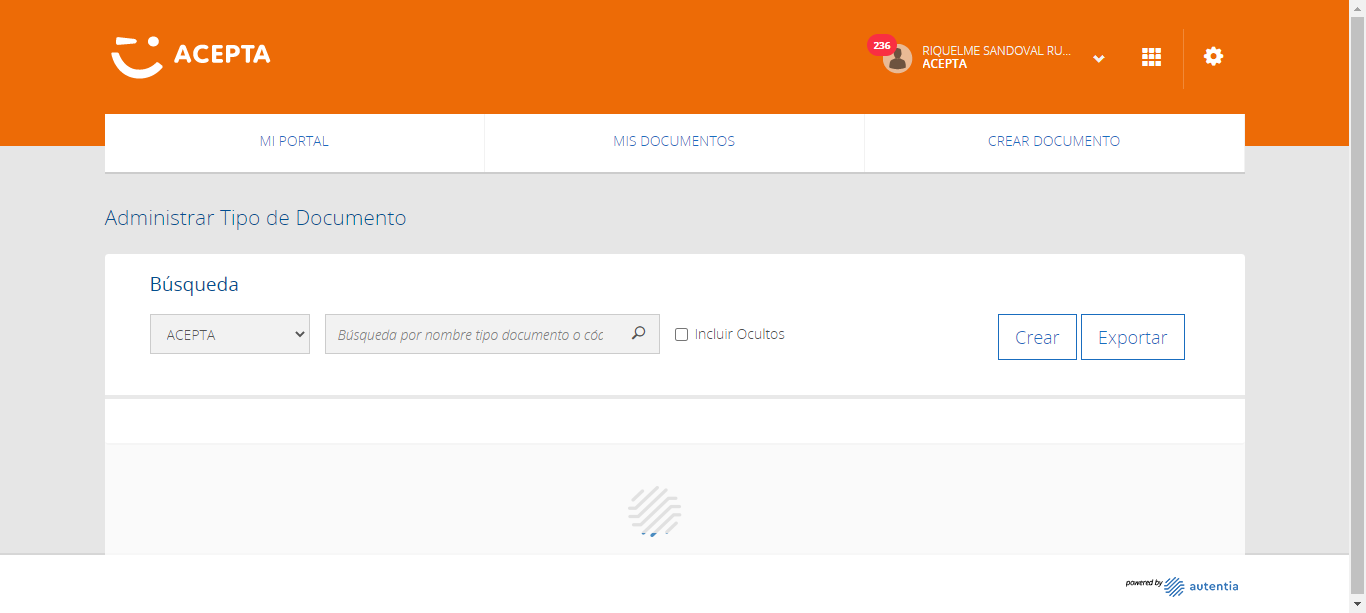 ACEPTA
236
RIQUELME SANDOVAL RU...
ACEPTA
MI PORTAL
MIS DOCUMENTOS
CREAR DOCUMENTO
Administrar Tipo de Documento
Búsqueda
ACEPTA
Búsqueda por nombre tipo documento o cóc
Incluir Ocultos
Crear
Exportar
powered by
autentia